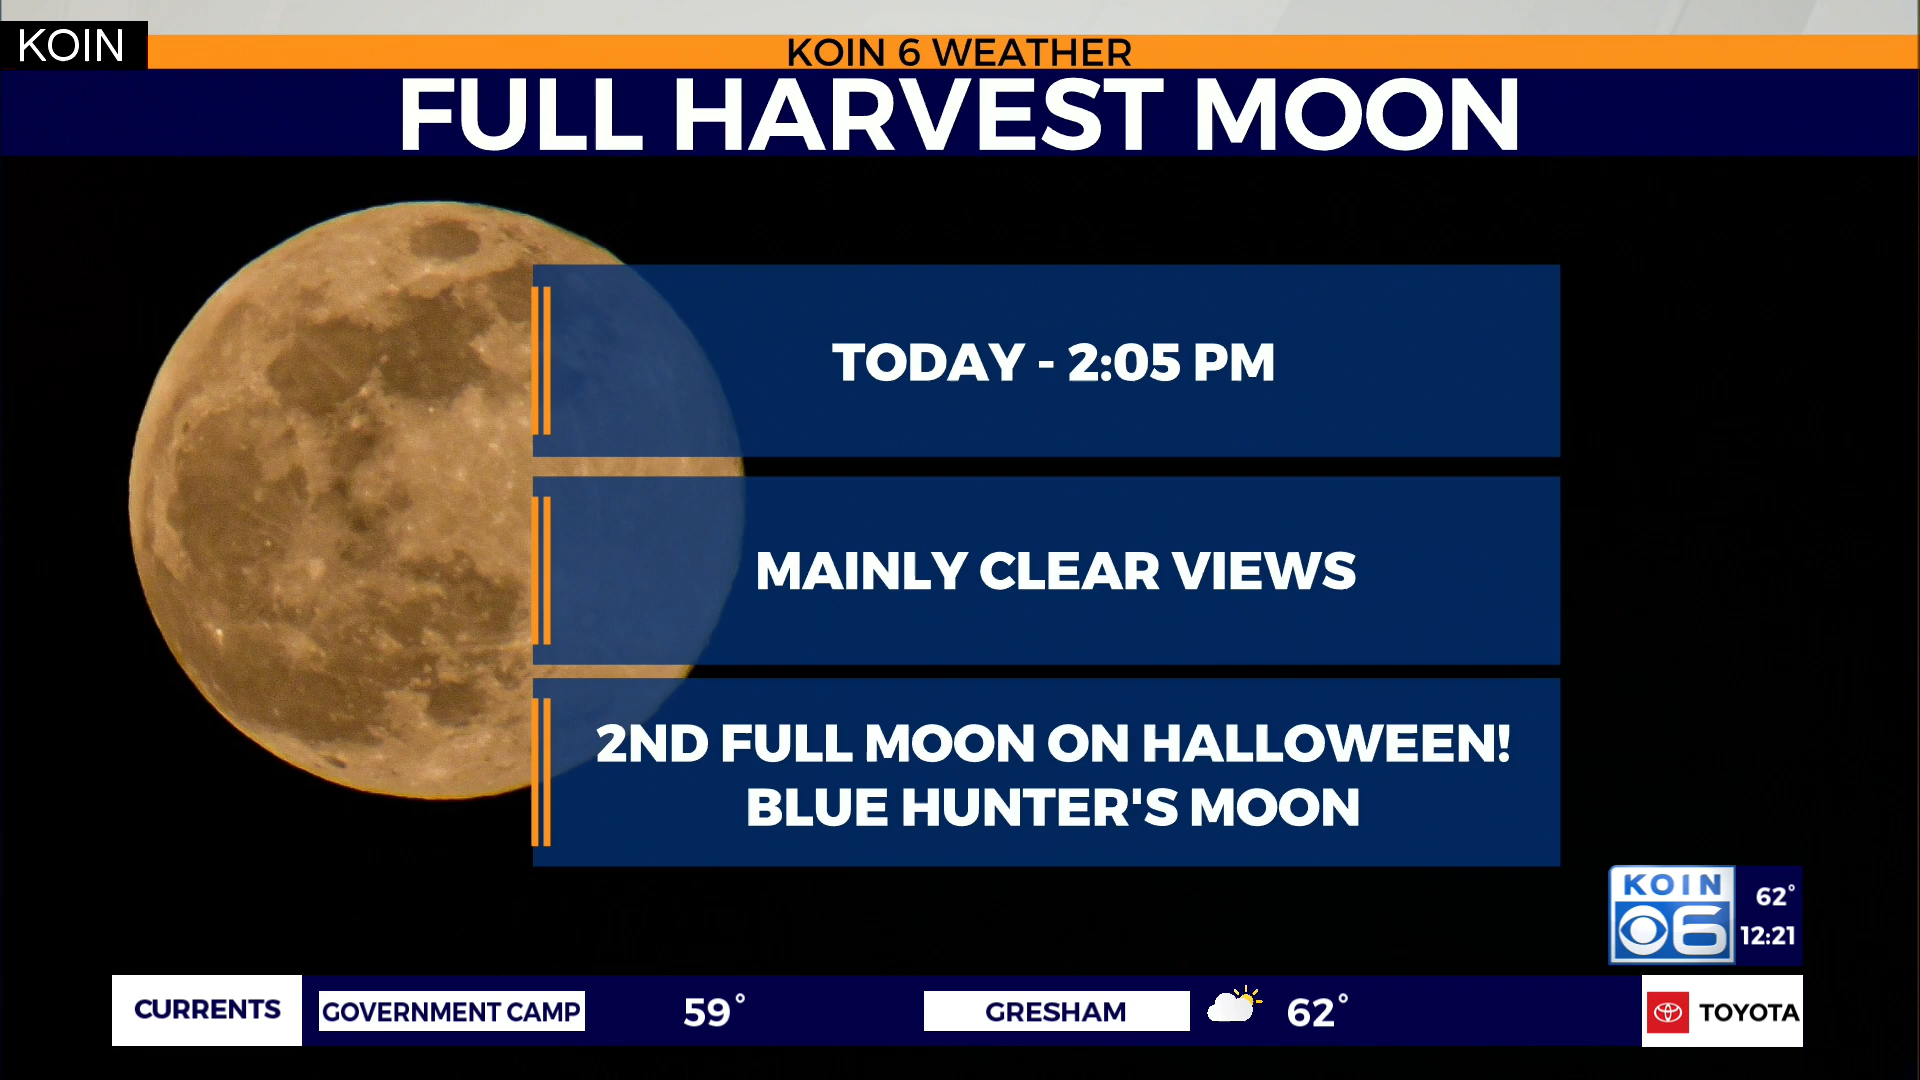 KOIN
KOIN 6 WEATHER
FULL HARVEST MOON
TODAY - 2:05 PM
MAINLY CLEAR VIEWS
2ND FULL MOON ON HALLOWEEN!
BLUE HUNTER'S MOON
KOIN
6
62°
12:21
CURRENTS GOVERNMENT CAMP 59° GRESHAM 62° TOYOTA